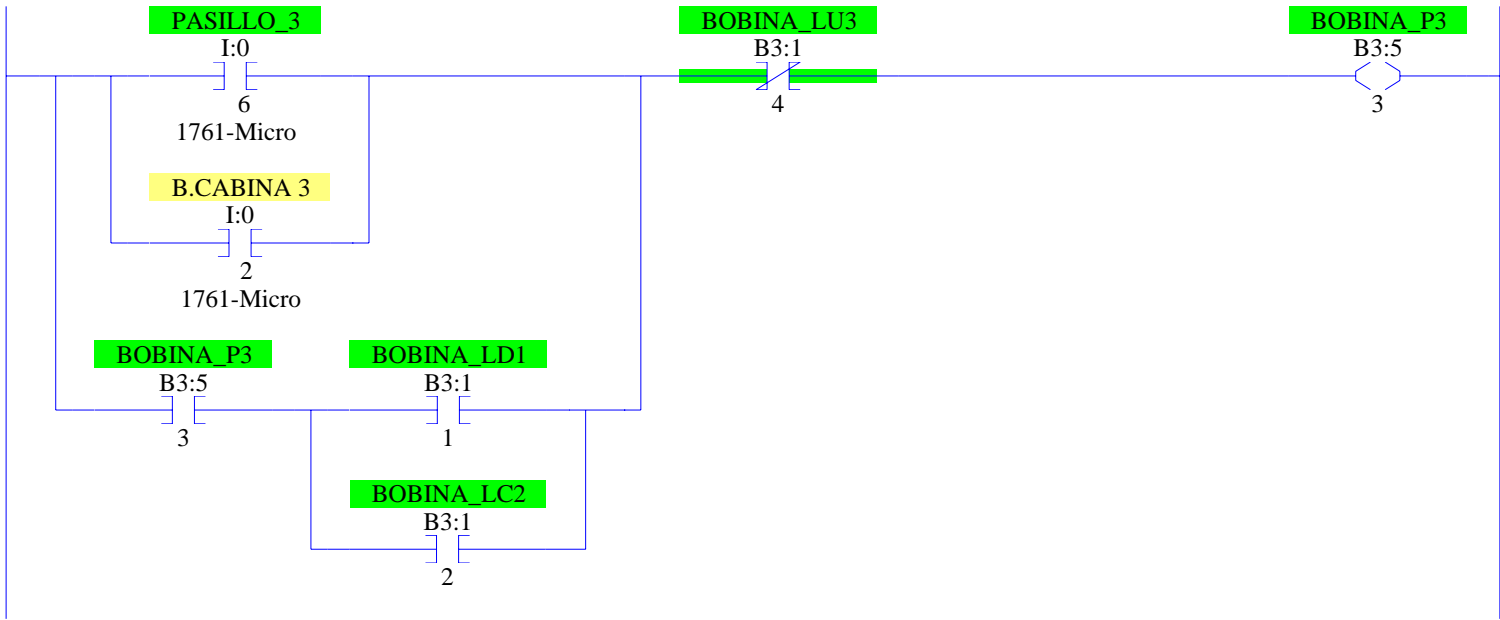 PASILLO_3
I:0
6
1761-Micro
BOBINA_LU3
B3:1
4
BOBINA_P3
B3:5
3
B.CABINA 3
I:0
2
1761-Micro
BOBINA_P3
B3:5
3
BOBINA_LD1
B3:1
1
BOBINA_LC2
B3:1
2